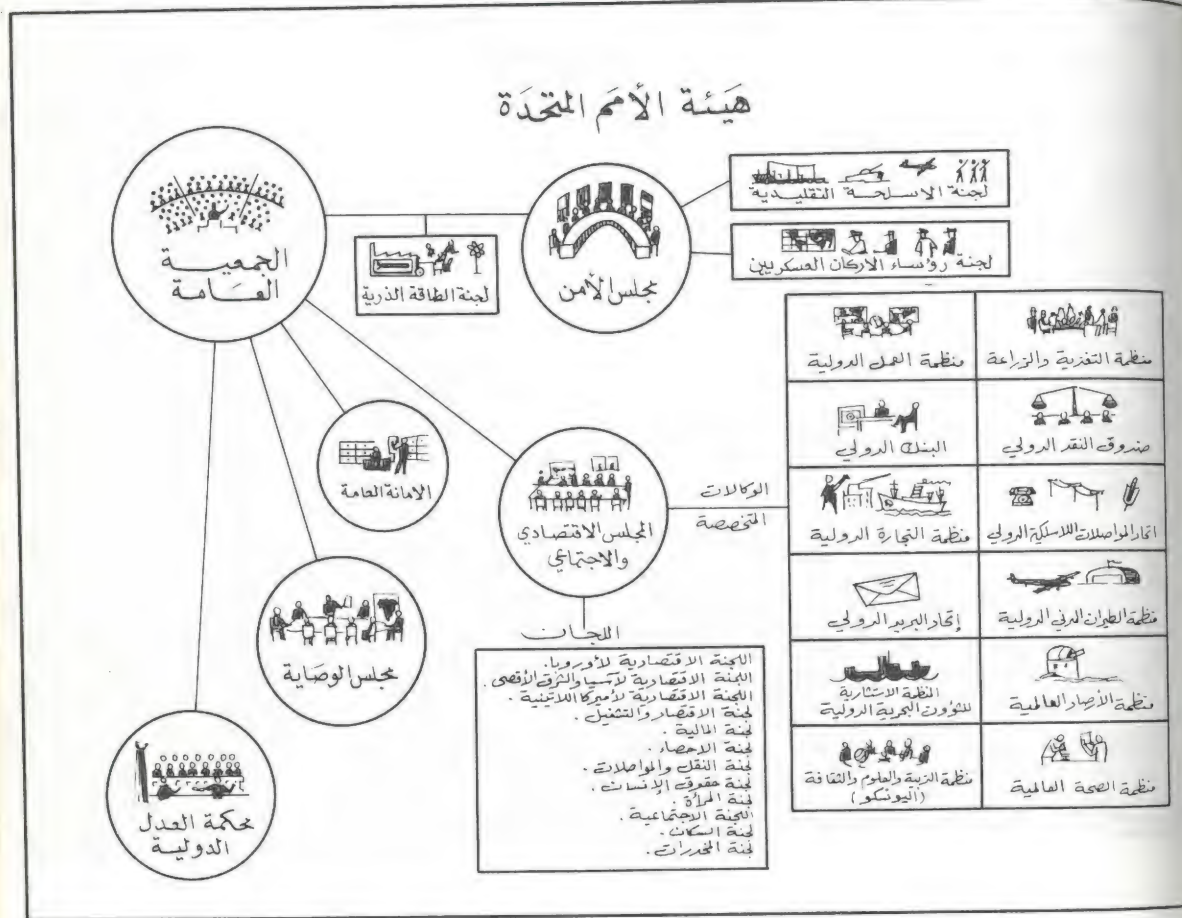 هيئة الأمم المتحدة
الجمعية
العامة
مجلس الأمن
لجنة الاسلحة التقليدية
لجنة رؤساء الاركان العسكريين
لجنة الطاقة الذرية
الامانة العامة
المجلس الاقتصادي
والاجتماعي
مجلس الوصاية
محكمة العدل
الدولية
الوكالات
المتخصصة
منظمة التغذية والزراعة
منظمة العمل الدولية
صندوق النقد الدولي
البنك الدولي
اتحاد المواصلات اللاسلكية الدولي
منظمة التجارة الدولية
منظمة الطيران المدني الدولية
إتحاد البريد الدولي
منظمة الأرصاد العالمية
المنظمة الاستشارية
للشؤون البحرية الدولية
منظمة الصحة العالمية
منظمة التربية والعلوم والثقافة
(اليونسكو)
اللجان
اللجنة الاقتصادية لأوروبا.
اللجنة الاقتصادية لآسيا والشرق الأقصى.
اللجنة الاقتصادية لأميركا اللاتينية.
لجنة الاقتصاد والتشغيل.
لجنة المالية.
لجنة الاحصاء.
لجنة النقل والمواصلات.
لجنة حقوق الإنسان.
لجنة المرأة.
اللجنة الاجتماعية.
لجنة السكان.
لجنة المخدرات.